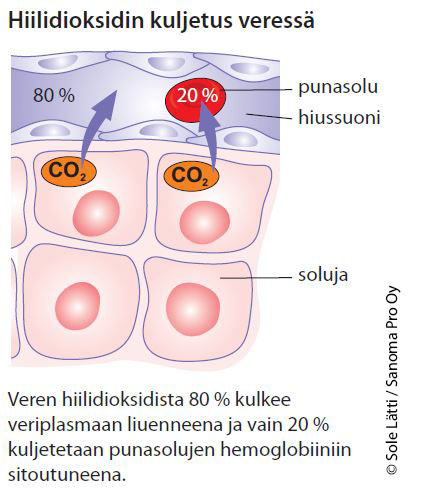 Hiilidioksidin kuljetus veressä
80 %
20 %
punasolu
hiussuoni
CO₂
CO₂
soluja
Veren hiilidioksidista 80 % kulkee
veriplasmaan liuenneena ja vain 20 %
kuljetetaan punasolujen hemoglobiiniin
sitoutuneena.
© Sole Lätti / Sanoma Pro Oy